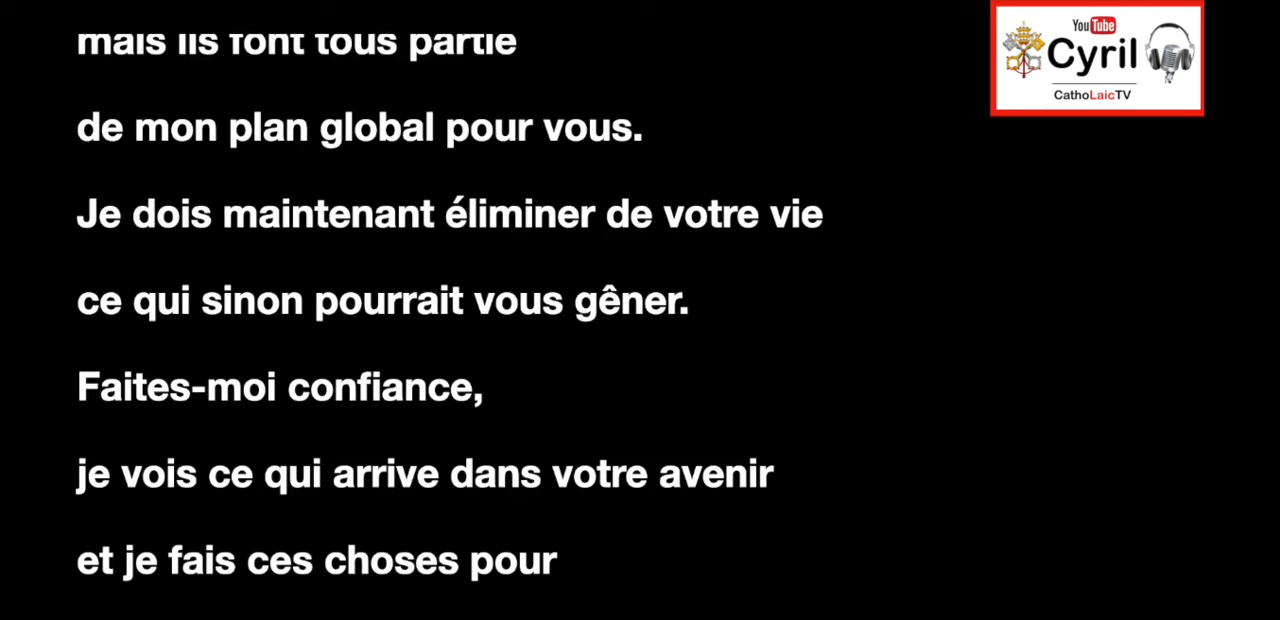 mais ils font tous partie
de mon plan global pour vous.
Je dois maintenant éliminer de votre vie
ce qui sinon pourrait vous gêner.
Faites-moi confiance,
je vois ce qui arrive dans votre avenir
et je fais ces choses pour
YouTube
Cyril
CathoLaicTV